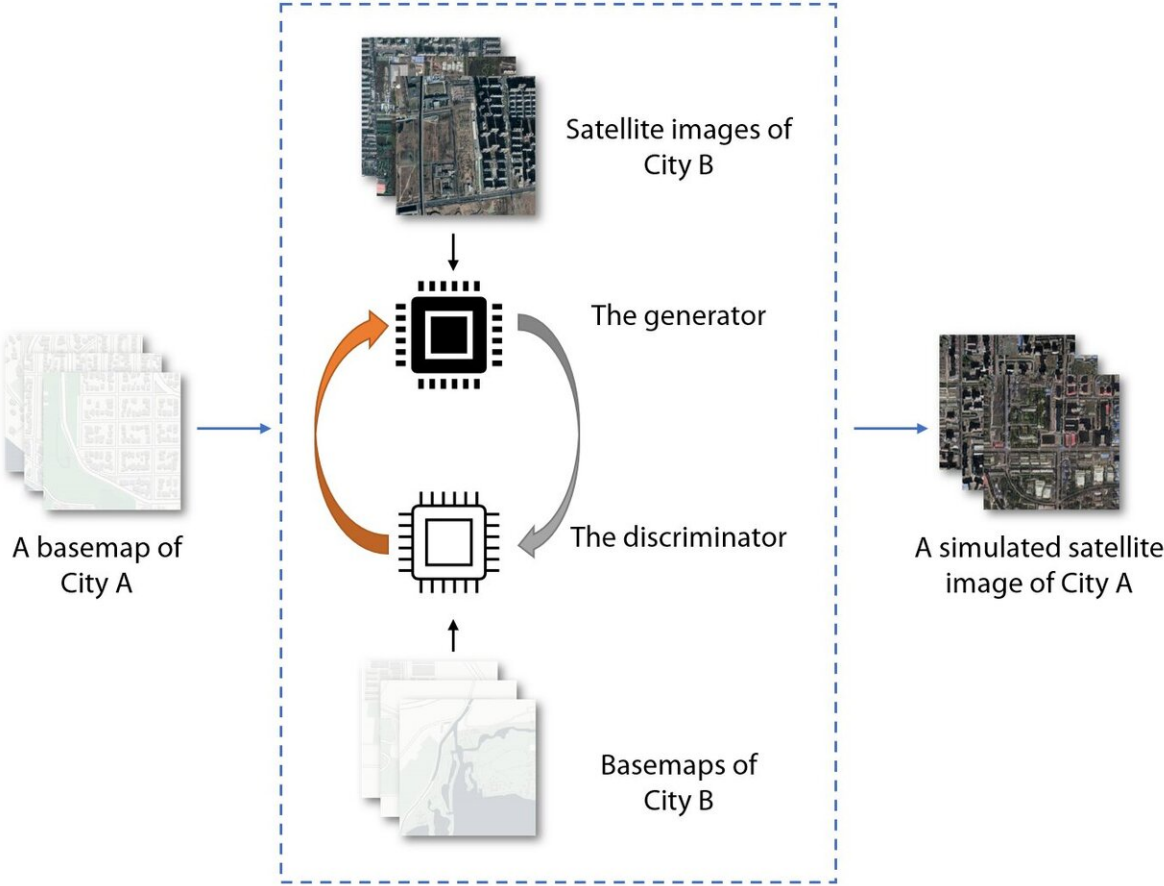 Satellite images of
City B
The generator
A basemap of
City A
The discriminator
A simulated satellite
image of City A
Basemaps of
City B